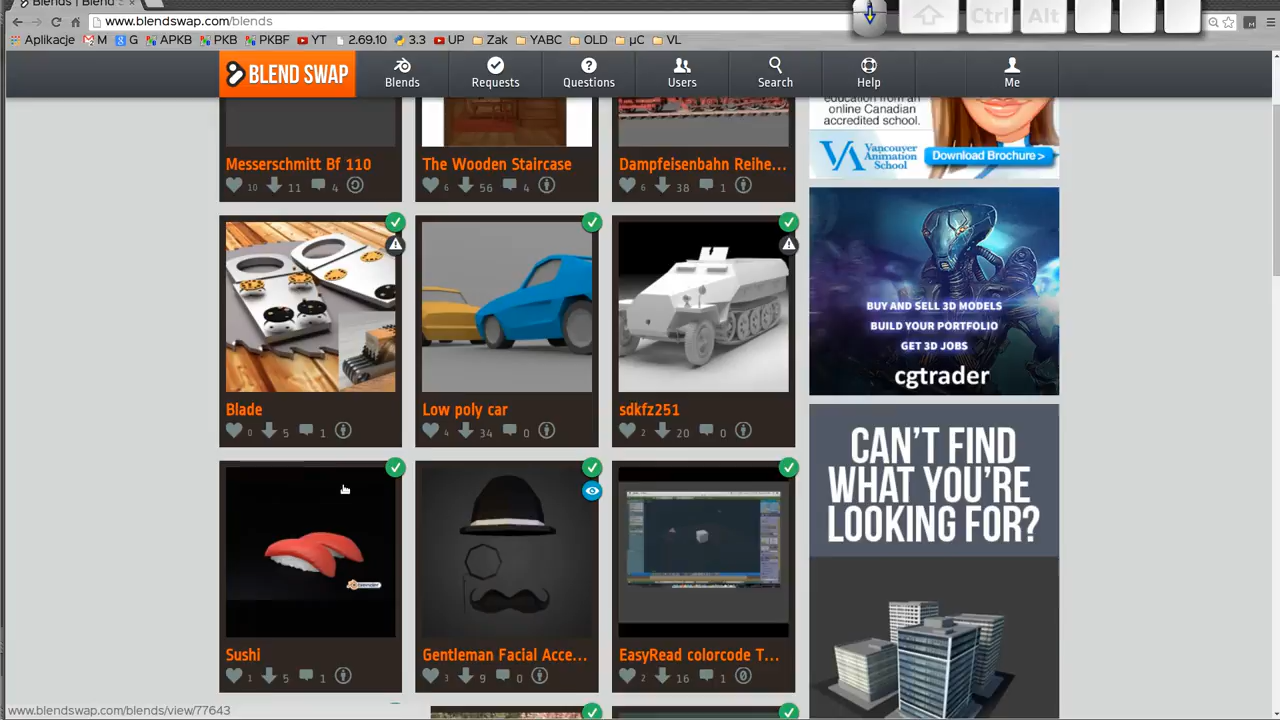 Blends | Blend S
www.blendswap.com/blends
Ctrl
Alt
Aplikacje
M
G
APKB
PKB
PKBF
YT
2.69.10
3.3
UP
Zak
YABC
OLD
µC
VL
BLEND SWAP
Blends
Requests
Questions
Users
Search
Help
Me
education from an
online Canadian
accredited school.
VANCOUVER
ANIMATION
SCHOOL
Download Brochure >
Messerschmitt Bf 110
10 11 4
The Wooden Staircase
6 56 4
Dampfeisenbahn Reihe...
6 38 1
BUY AND SELL 3D MODELS
BUILD YOUR PORTFOLIO
GET 3D JOBS
cgtrader
Blade
0 5 1
Low poly car
4 34 0
sdkfz251
2 20 0
CAN'T FIND
WHAT YOU'RE
LOOKING FOR?
Sushi
1 5 1
Gentleman Facial Acce...
3 9 0
EasyRead colorcode T...
2 16 1
www.blendswap.com/blends/view/77643